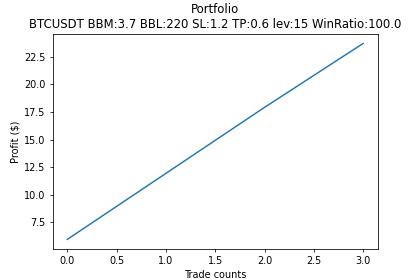 Portfolio
BTCUSDT BBM:3.7 BBL:220 SL:1.2 TP:0.6 lev:15 WinRatio:100.0
22.5
20.0
17.5
15.0
12.5
10.0
7.5
Profit ($)
0.0 0.5 1.0 1.5 2.0 2.5 3.0
Trade counts